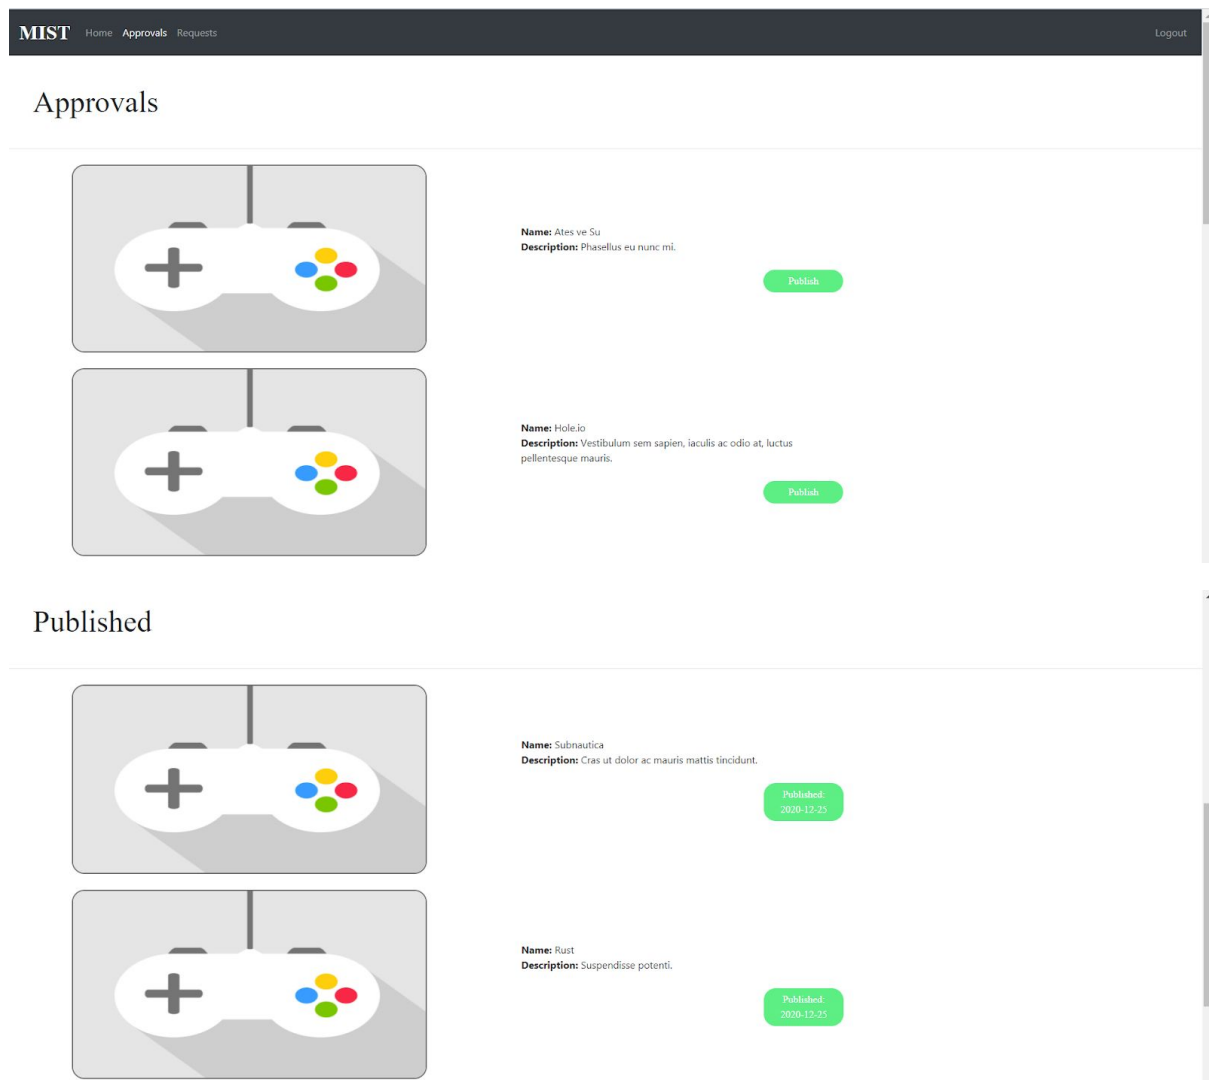 MIST Home Approvals Requests Logout
Approvals
Name: Ates ve Su
Description: Phasellus eu nunc mi.
Publish
Name: Hole.io
Description: Vestibulum sem sapien, iaculis ac odio at, luctus
pellentesque mauris.
Publish
Published
Name: Subnautica
Description: Cras ut dolor ac mauris mattis tincidunt.
Published:
2020-12-25
Name: Rust
Description: Suspendisse potenti.
Published:
2020-12-25